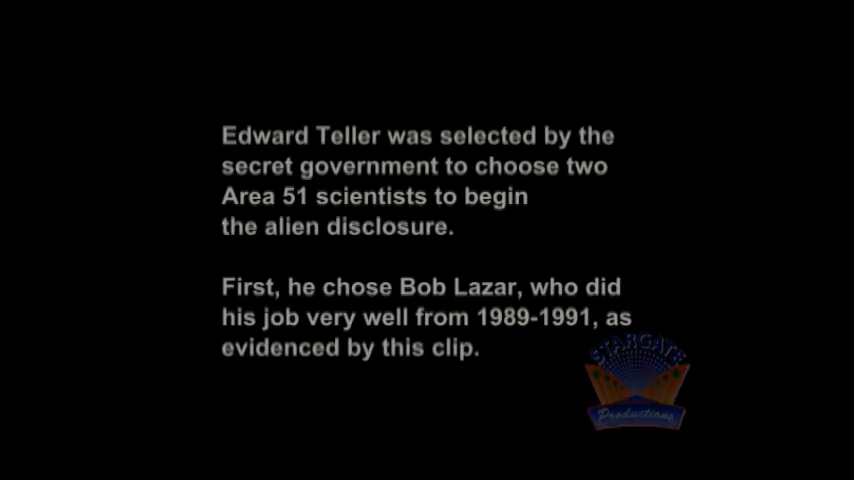 Edward Teller was selected by the
secret government to choose two
Area 51 scientists to begin
the alien disclosure.
First, he chose Bob Lazar, who did
his job very well from 1989-1991, as
evidenced by this clip.
STARGATE
Productions